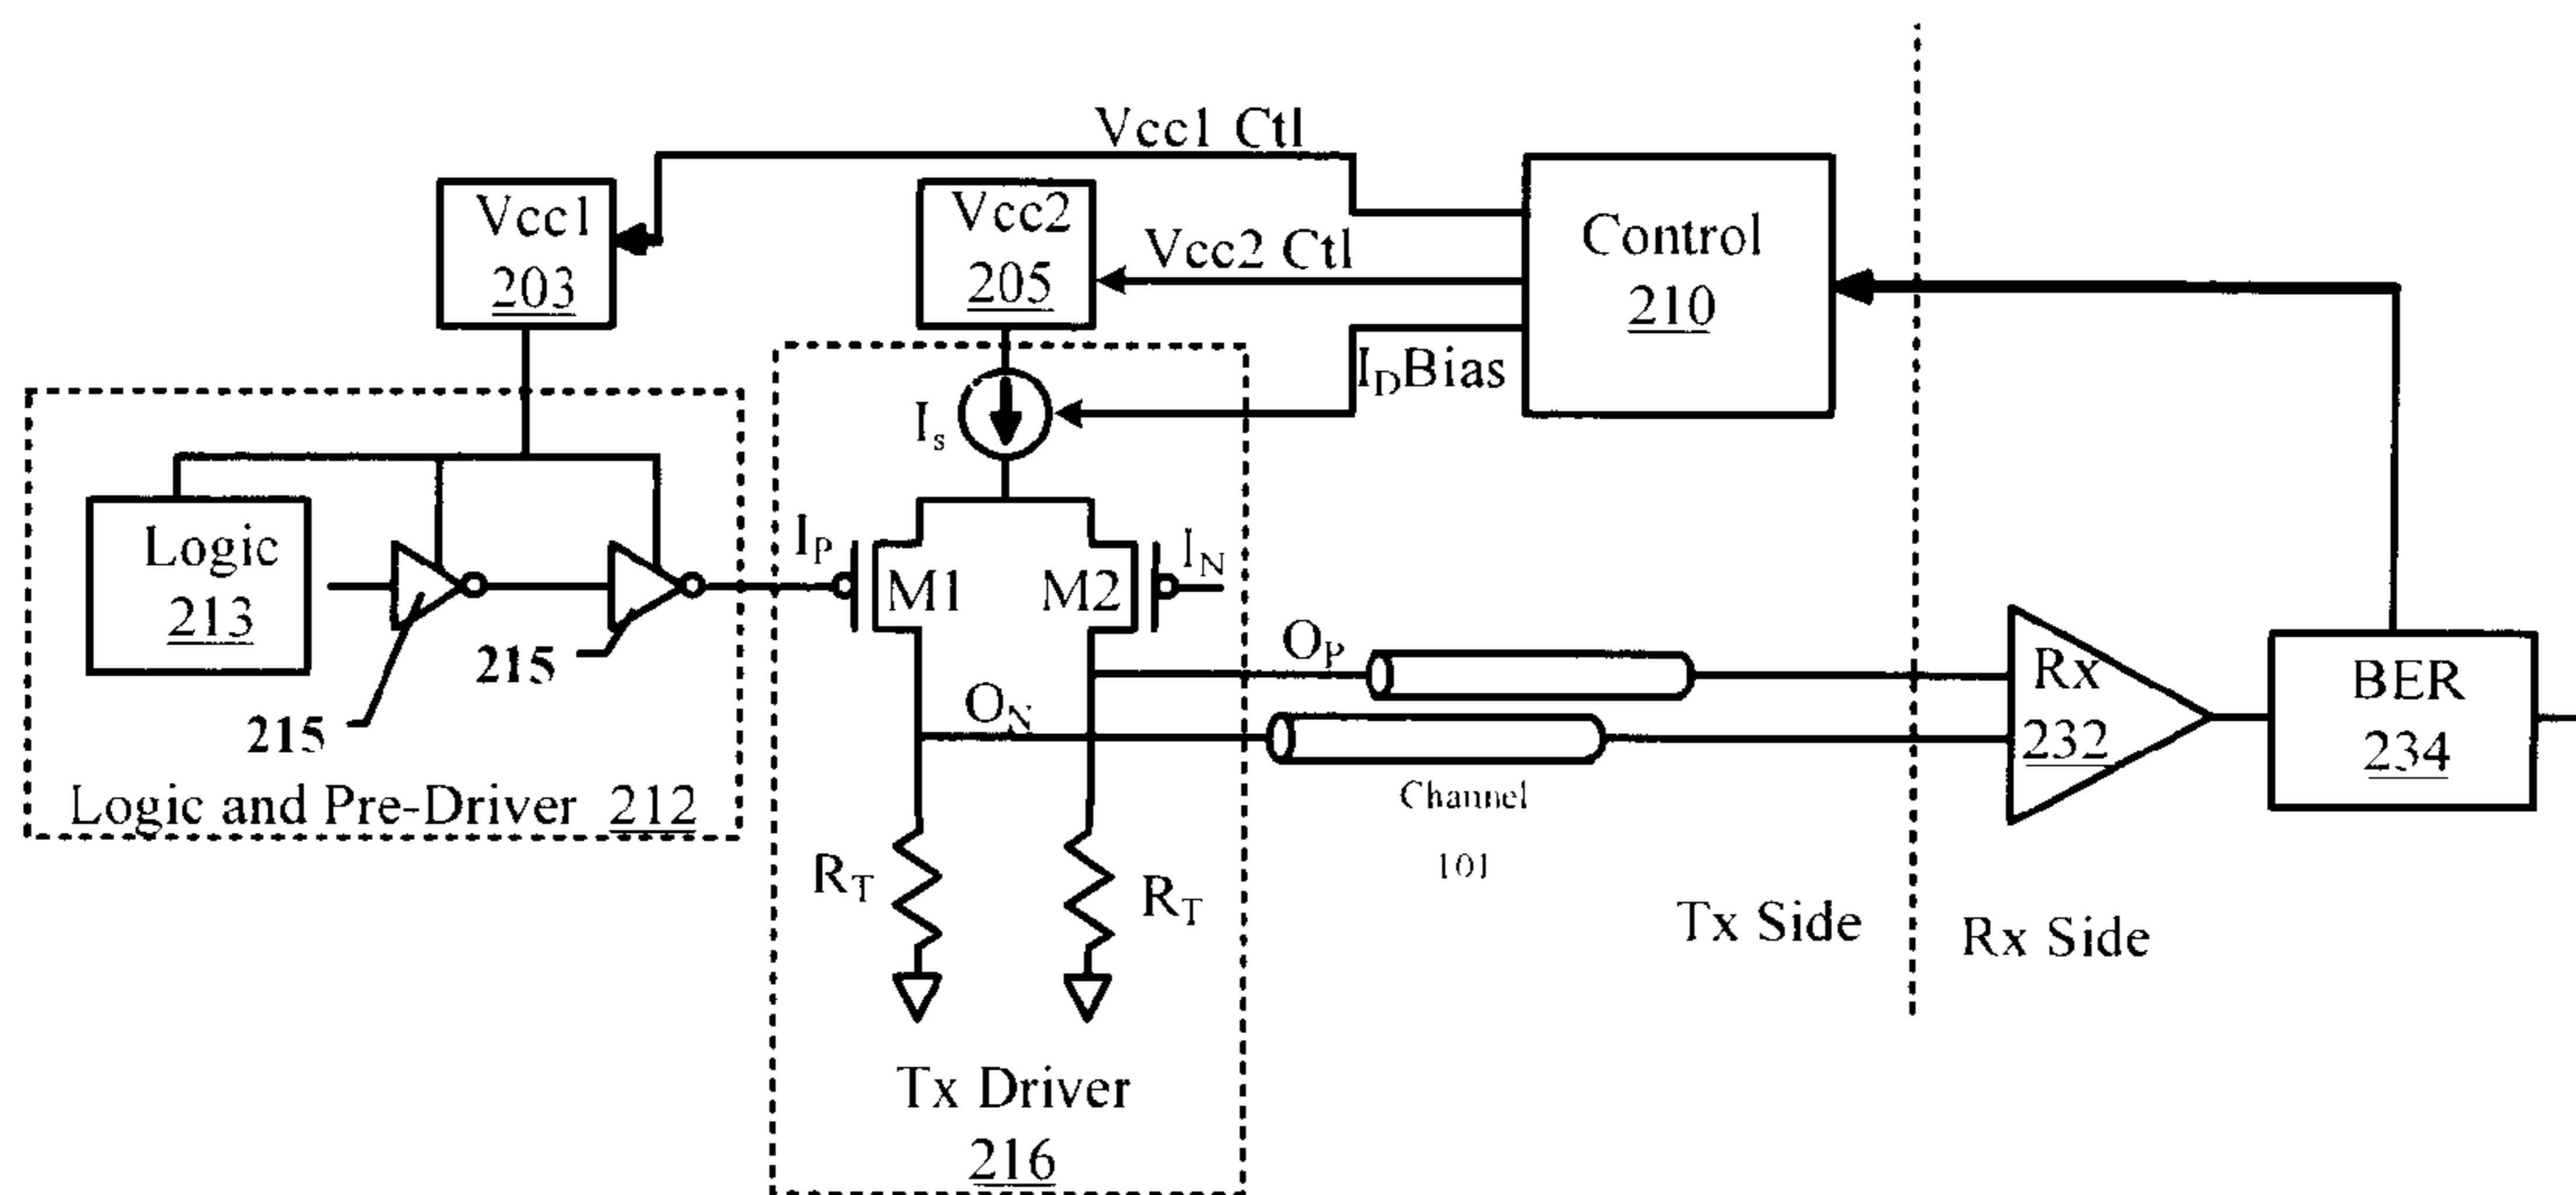 Vcc1 Ctl
Vcc1
203
Vcc2
205
Vcc2 Ctl
Control
210
IDBias
Is
Logic
213
215
215
Logic and Pre-Driver 212
IP
M1
M2
IN
OP
ON
Channel
101
RT
RT
Tx Driver
216
Rx
232
BER
234
Tx Side
Rx Side